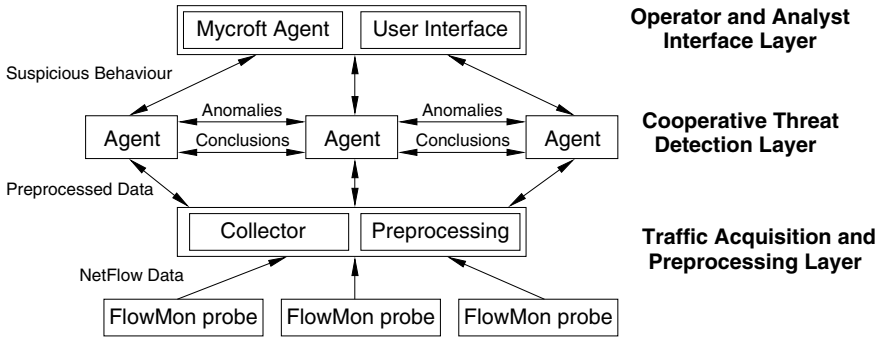 Mycroft Agent
User Interface
Operator and Analyst
Interface Layer
Suspicious Behaviour
Anomalies
Anomalies
Agent
Conclusions
Agent
Conclusions
Agent
Cooperative Threat
Detection Layer
Preprocessed Data
Collector
Preprocessing
Traffic Acquisition and
Preprocessing Layer
NetFlow Data
FlowMon probe
FlowMon probe
FlowMon probe